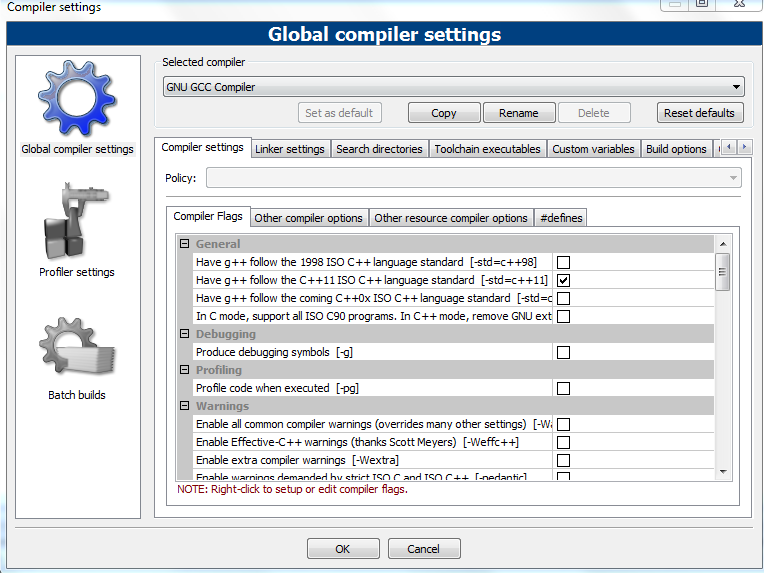 Compiler settings
Global compiler settings
Selected compiler
GNU GCC Compiler
Set as default
Copy
Rename
Delete
Reset defaults
Global compiler settings
Profiler settings
Batch builds
Compiler settings
Linker settings
Search directories
Toolchain executables
Custom variables
Build options
Policy:
Compiler Flags
Other compiler options
Other resource compiler options
#defines
General
Have g++ follow the 1998 ISO C++ language standard [-std=c++98]
Have g++ follow the C++11 ISO C++ language standard [-std=c++11]
Have g++ follow the coming C++0x ISO C++ language standard [-std=c
In C mode, support all ISO C90 programs. In C++ mode, remove GNU ext
Debugging
Produce debugging symbols [-g]
Profiling
Profile code when executed [-pg]
Warnings
Enable all common compiler warnings (overrides many other settings) [-Wa
Enable Effective-C++ warnings (thanks Scott Meyers) [-Weffc++]
Enable extra compiler warnings [-Wextra]
Enable warnings demanded by strict ISO C and ISO C++ [-pedantic]
NOTE: Right-click to setup or edit compiler flags.
OK
Cancel